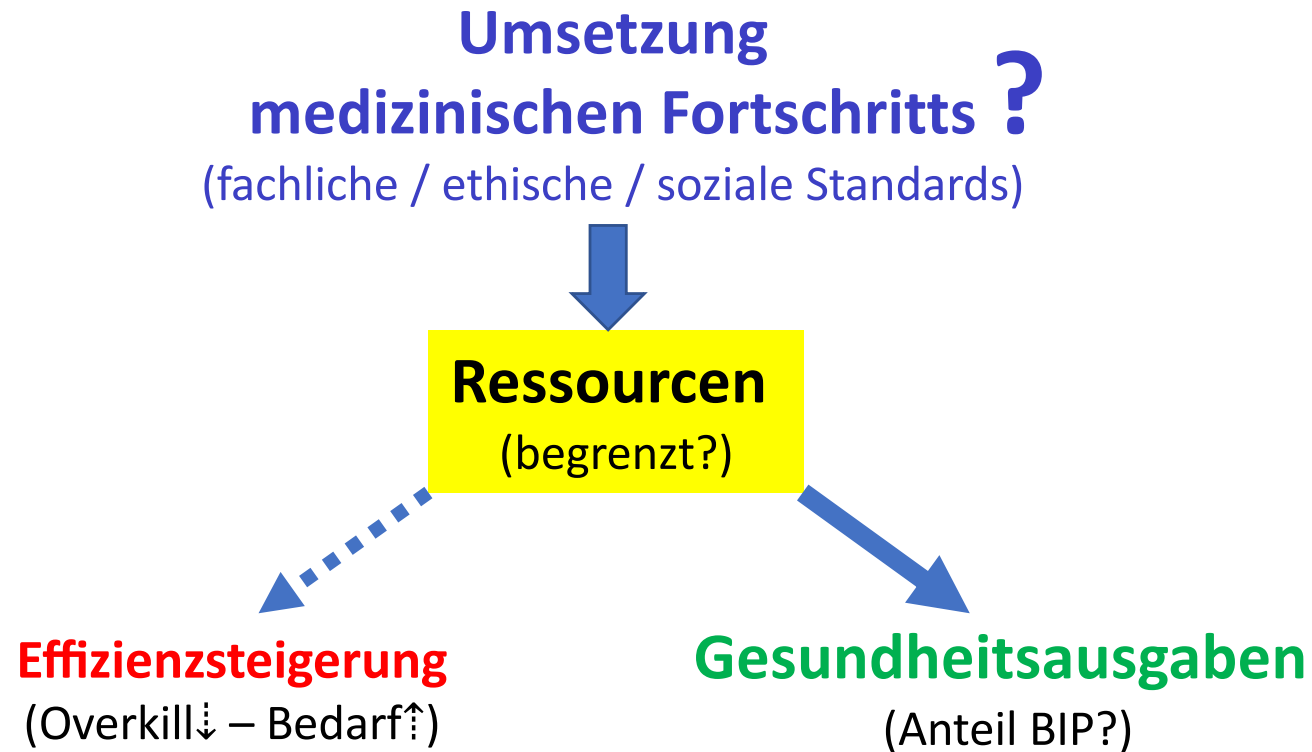 Umsetzung
medizinischen Fortschritts ?
(fachliche / ethische / soziale Standards)
Ressourcen
(begrenzt?)
Effizienzsteigerung
(Overkill⇣ – Bedarf⇡)
Gesundheitsausgaben
(Anteil BIP?)